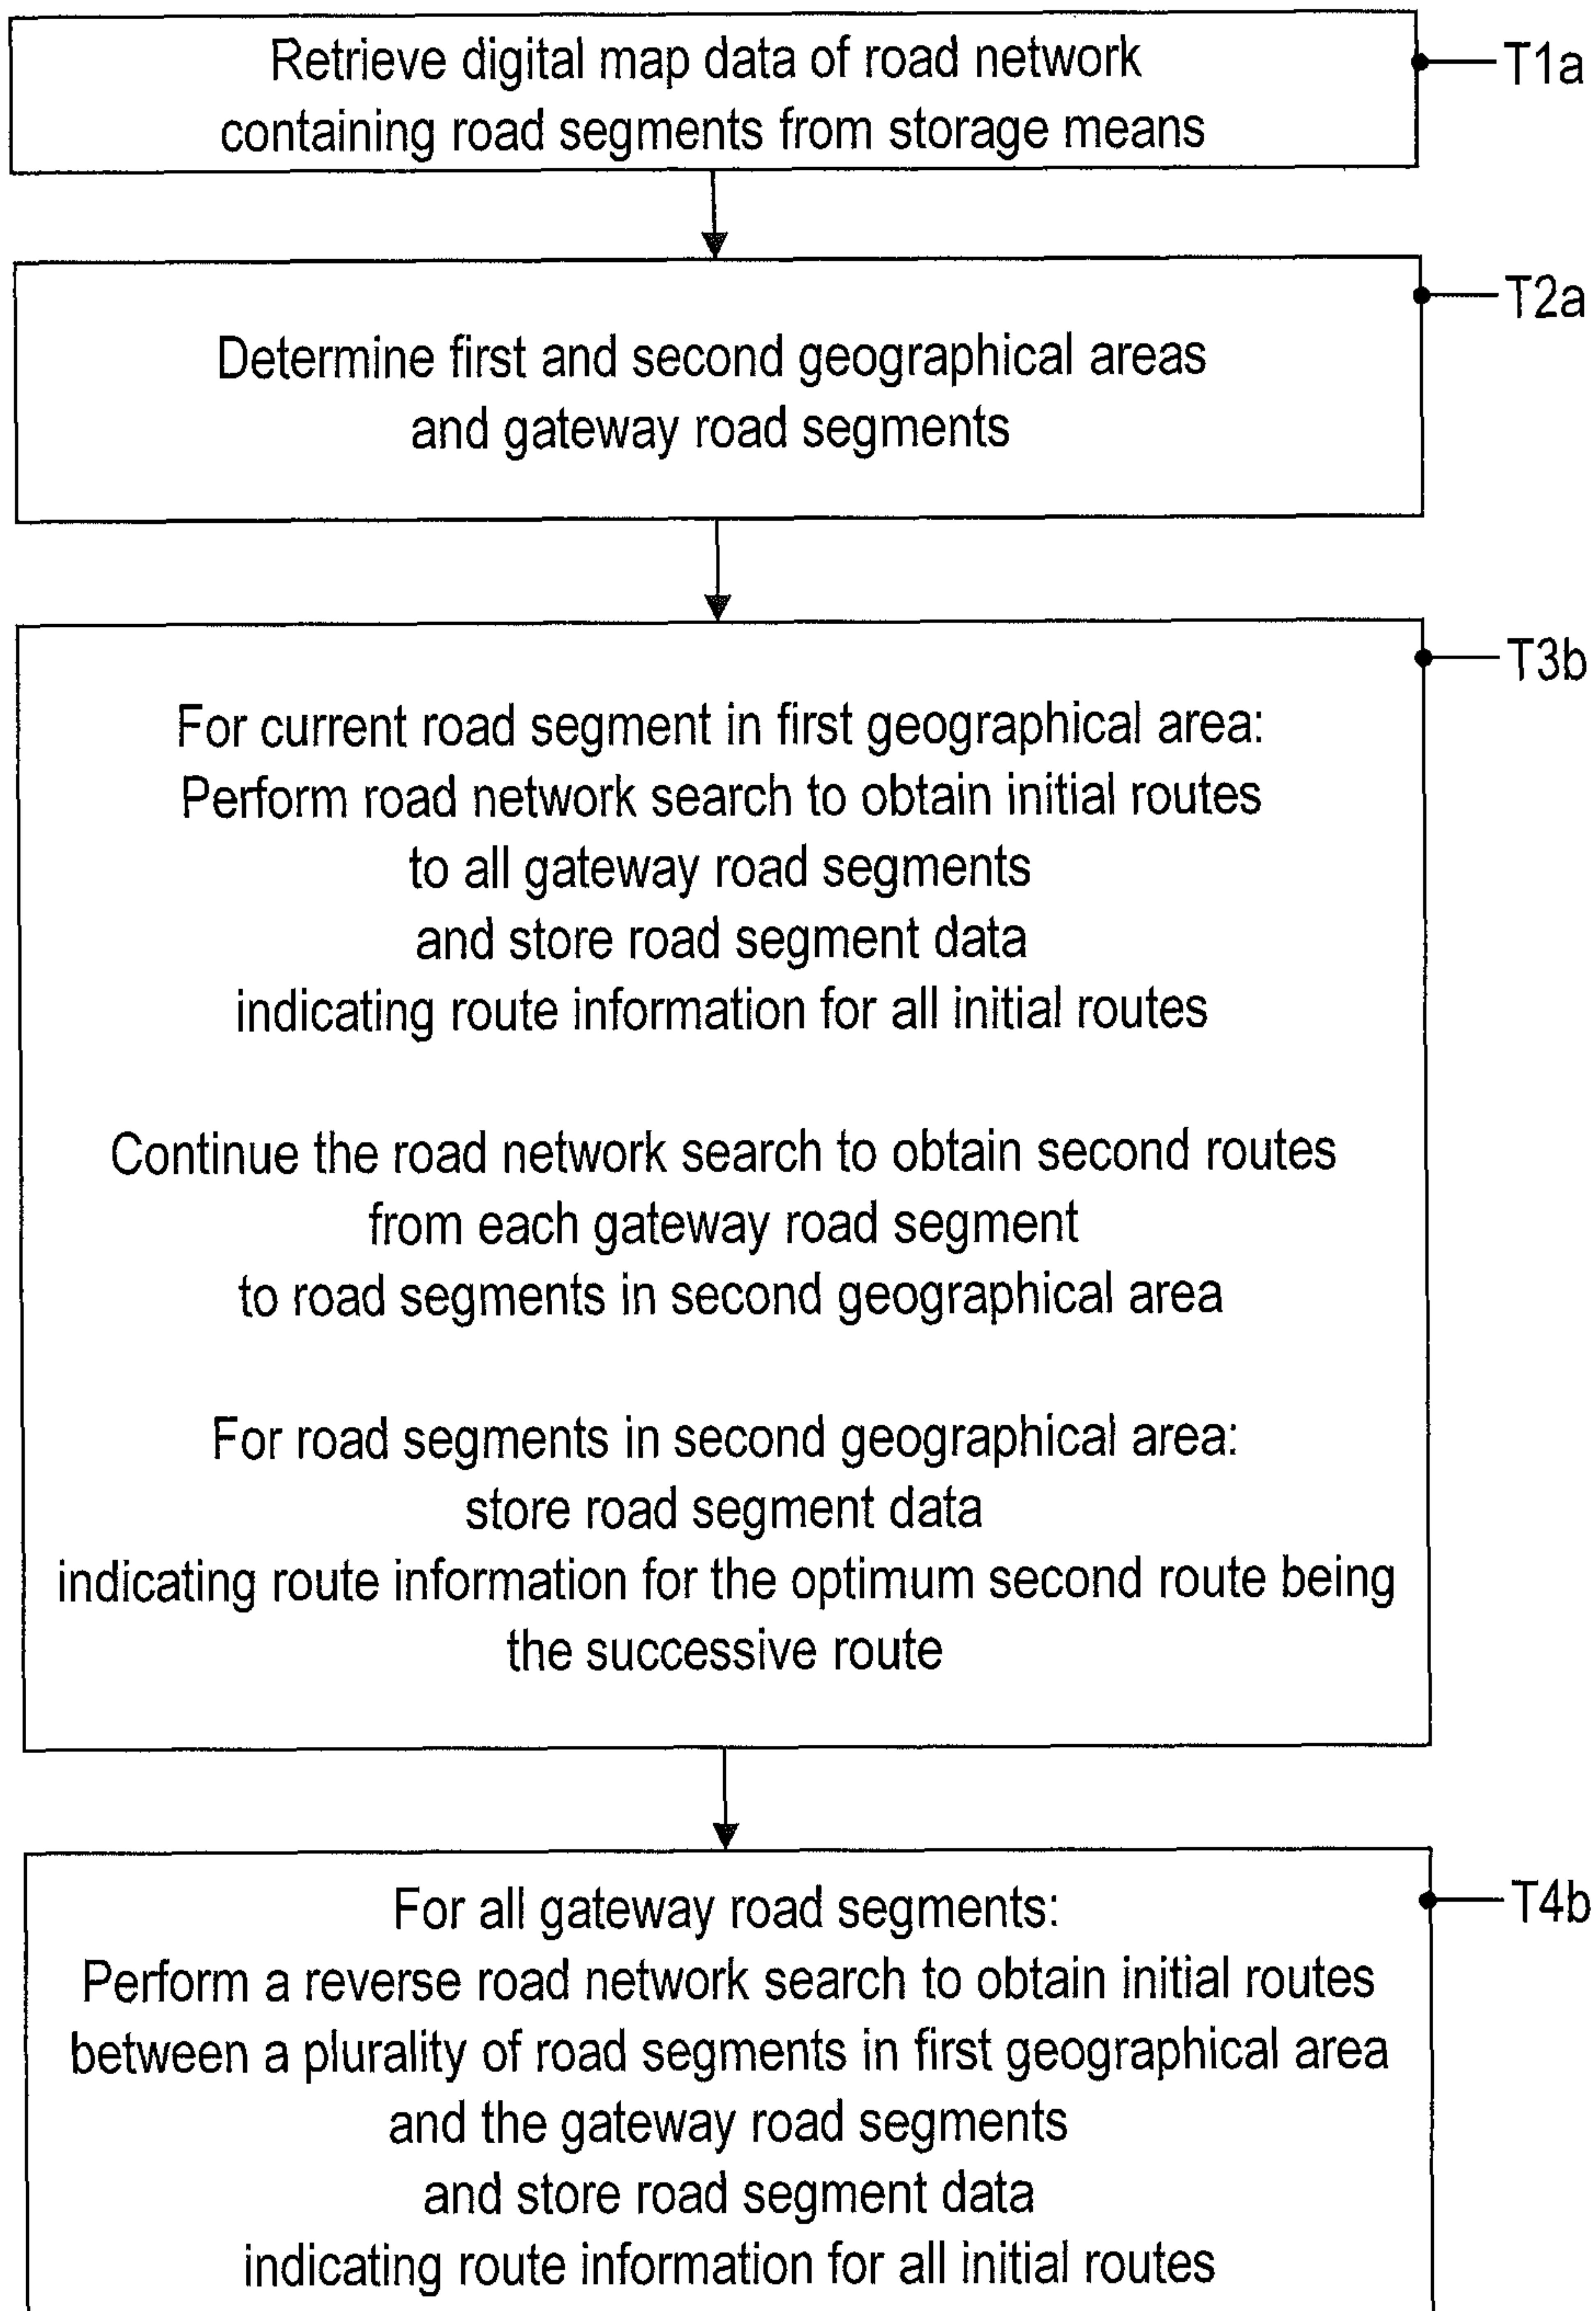 Retrieve digital map data of road network
containing road segments from storage means
T1a
Determine first and second geographical areas
and gateway road segments
T2a
For current road segment in first geographical area:
Perform road network search to obtain initial routes
to all gateway road segments
and store road segment data
indicating route information for all initial routes
Continue the road network search to obtain second routes
from each gateway road segment
to road segments in second geographical area
For road segments in second geographical area:
store road segment data
indicating route information for the optimum second route being
the successive route
T3b
For all gateway road segments:
Perform a reverse road network search to obtain initial routes
between a plurality of road segments in first geographical area
and the gateway road segments
and store road segment data
indicating route information for all initial routes
T4b